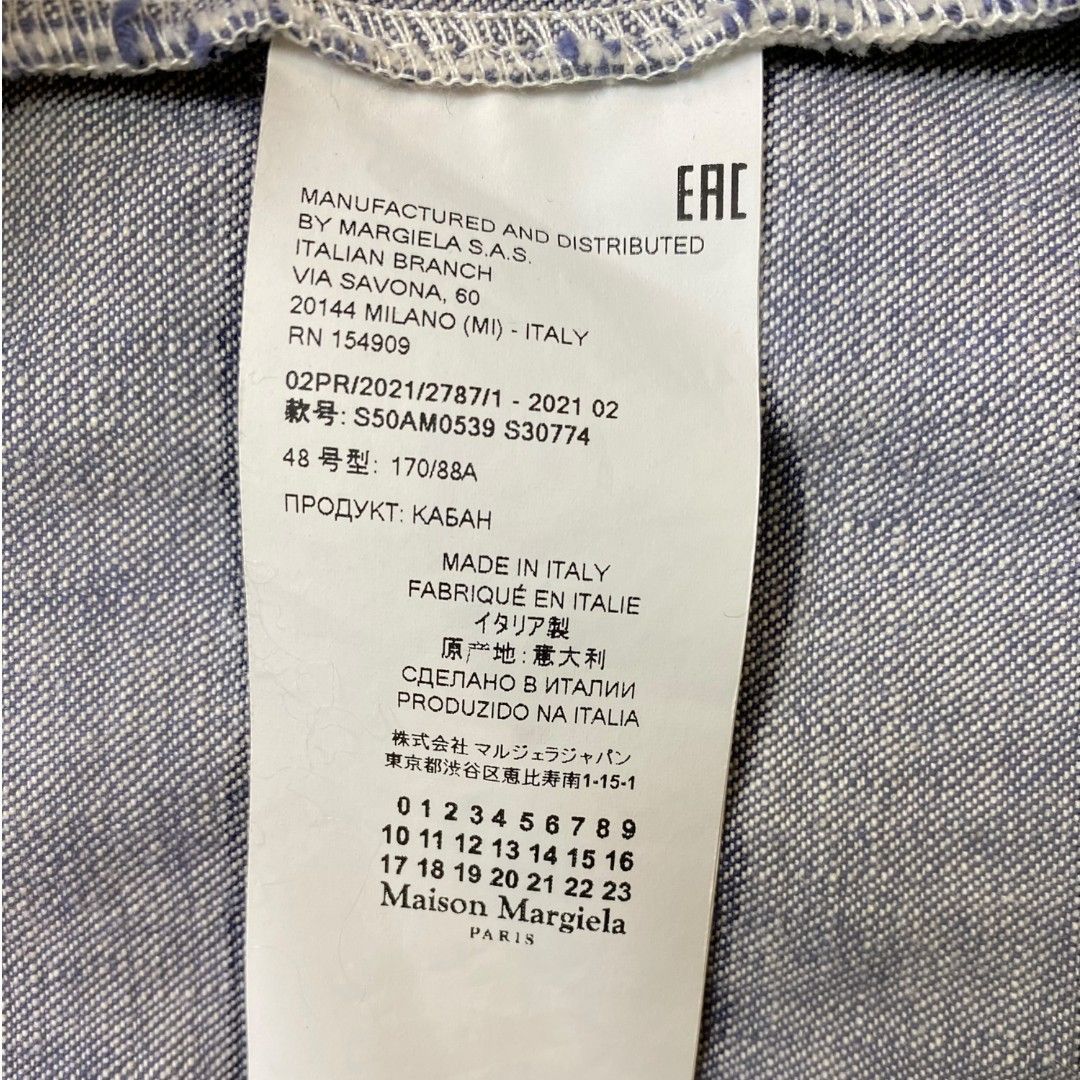 EAC
MANUFACTURED AND DISTRIBUTED
BY MARGIELA S.A.S.
ITALIAN BRANCH
VIA SAVONA, 60
20144 MILANO (MI) - ITALY
RN 154909
02PR/2021/2787/1 - 2021 02
款号: S50AM0539 S30774
48 号型: 170/88A
ПРОДУКТ: КАБАН
MADE IN ITALY
FABRIQUÉ EN ITALIE
イタリア製
原产地: 意大利
СДЕЛАНО В ИТАЛИИ
PRODUZIDO NA ITALIA
株式会社 マルジェラジャパン
東京都渋谷区恵比寿南1-15-1
0 1 2 3 4 5 6 7 8 9
10 11 12 13 14 15 16
17 18 19 20 21 22 23
Maison Margiela
PARIS